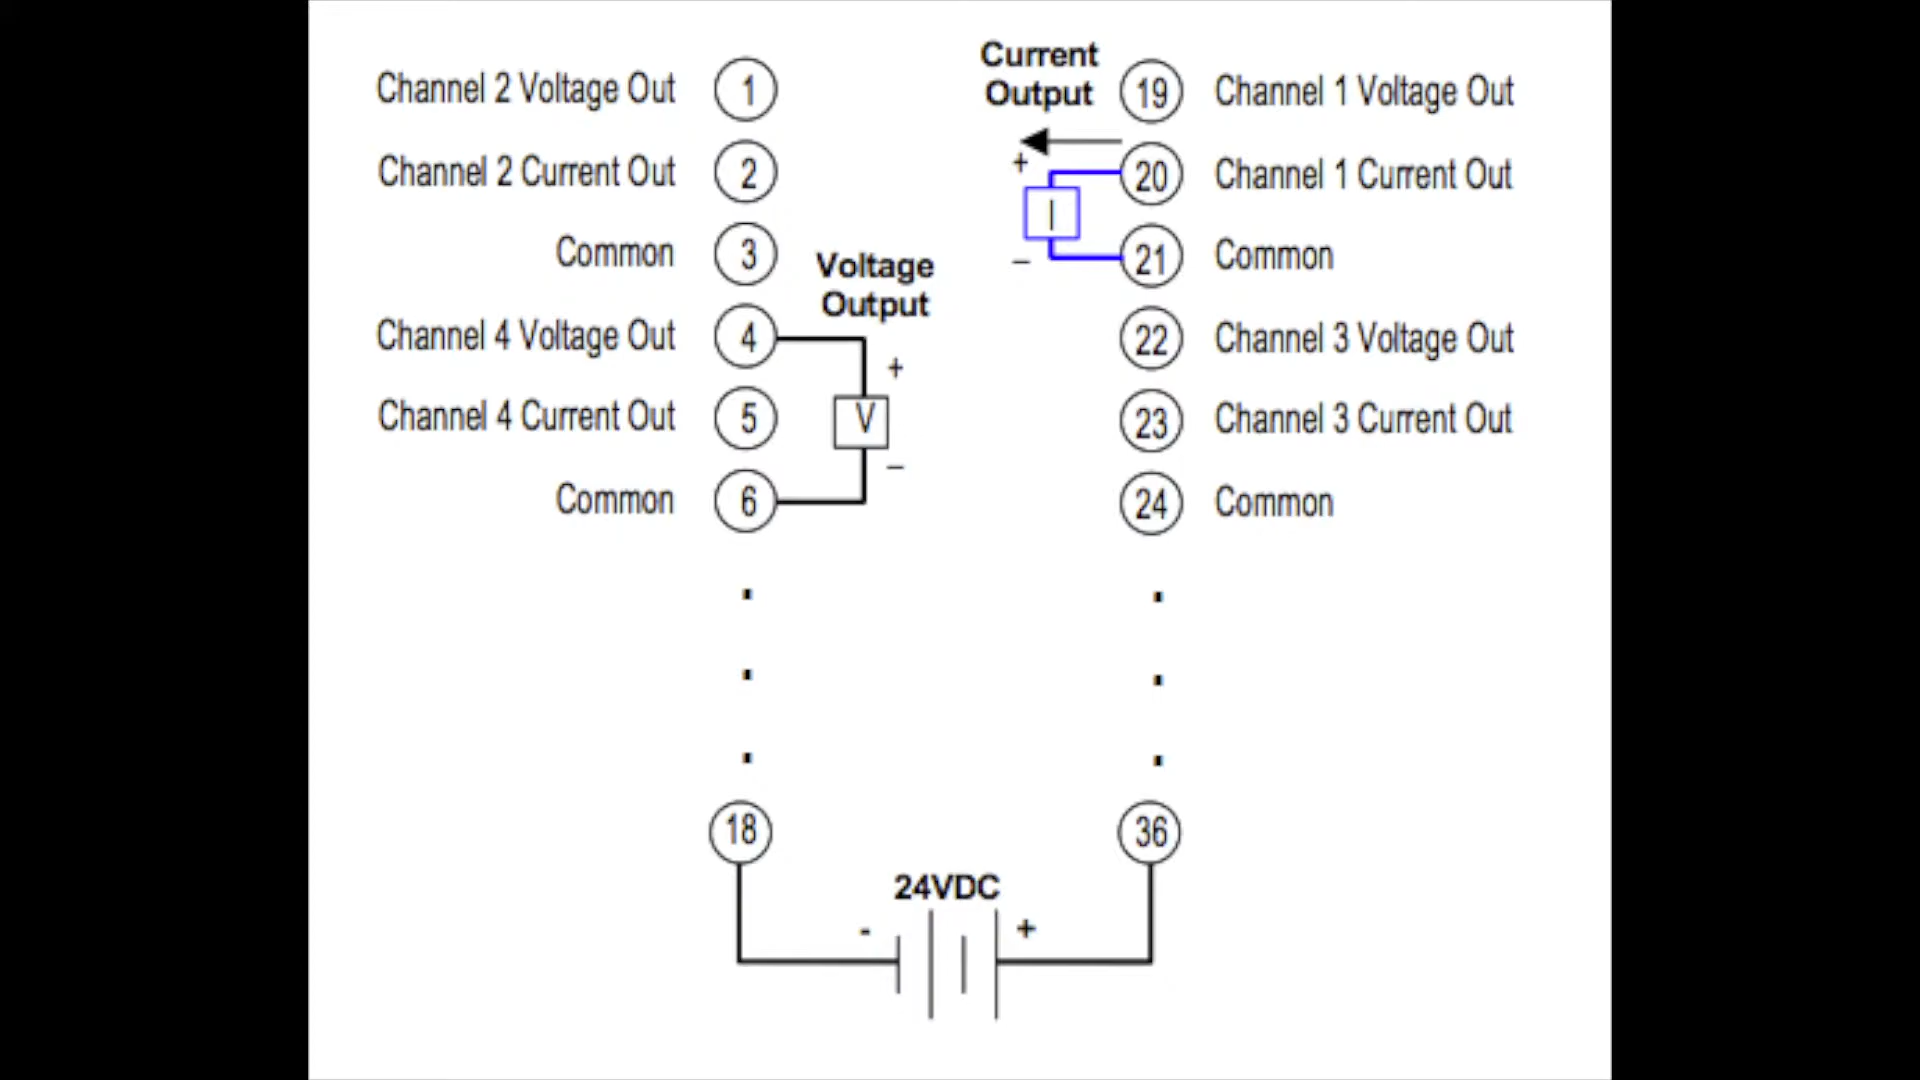 Channel 2 Voltage Out 1
Channel 2 Current Out 2
Common 3
Channel 4 Voltage Out 4
Channel 4 Current Out 5
Common 6
Voltage
Output
+
V
–
Current
Output
+
I
–
19 Channel 1 Voltage Out
20 Channel 1 Current Out
21 Common
22 Channel 3 Voltage Out
23 Channel 3 Current Out
24 Common
18
36
24VDC
- +